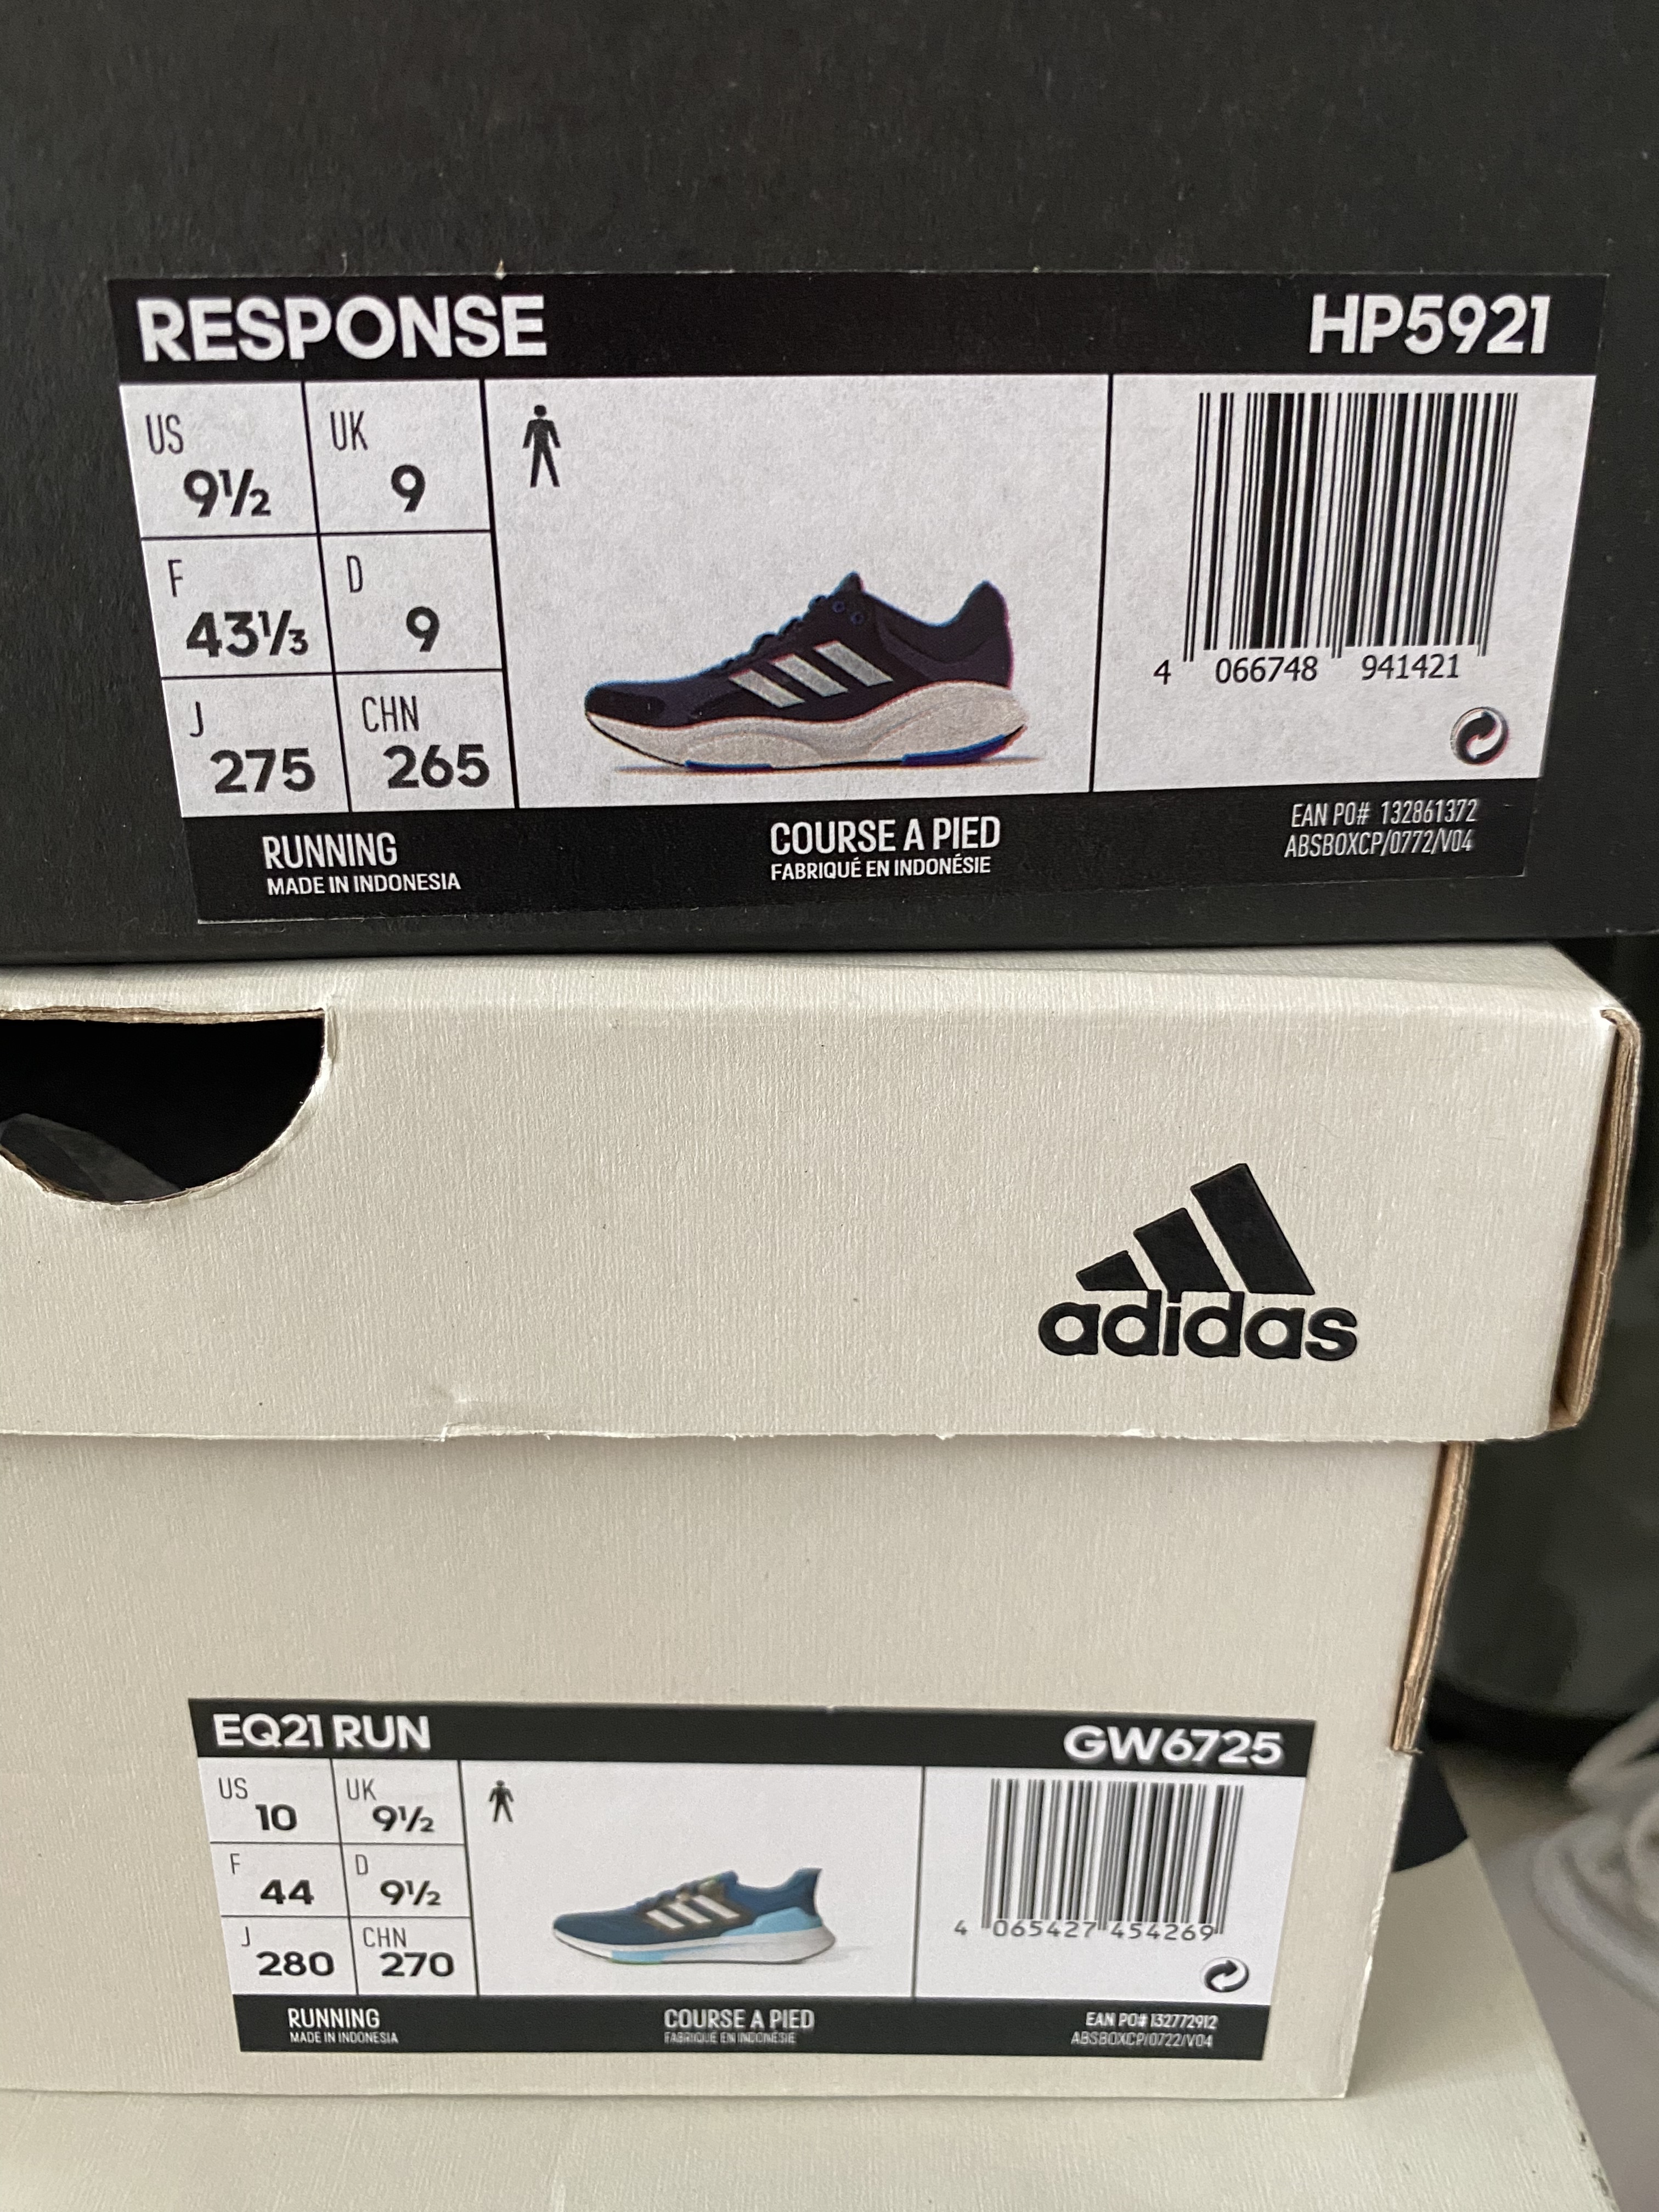 RESPONSE HP5921
US UK
9½ 9
F D
43⅓ 9
J CHN
275 265
4 066748 941421
RUNNING COURSE A PIED EAN PO# 132861372
MADE IN INDONESIA FABRIQUÉ EN INDONÉSIE ABSBOXCP/0772/V04
adidas
EQ21 RUN GW6725
US UK
10 9½
F D
44 9½
J CHN
280 270
4 065427 454269
RUNNING COURSE A PIED EAN PO# 132772912
MADE IN INDONESIA FABRIQUÉ EN INDONÉSIE ABSBOXCP/0722/V04